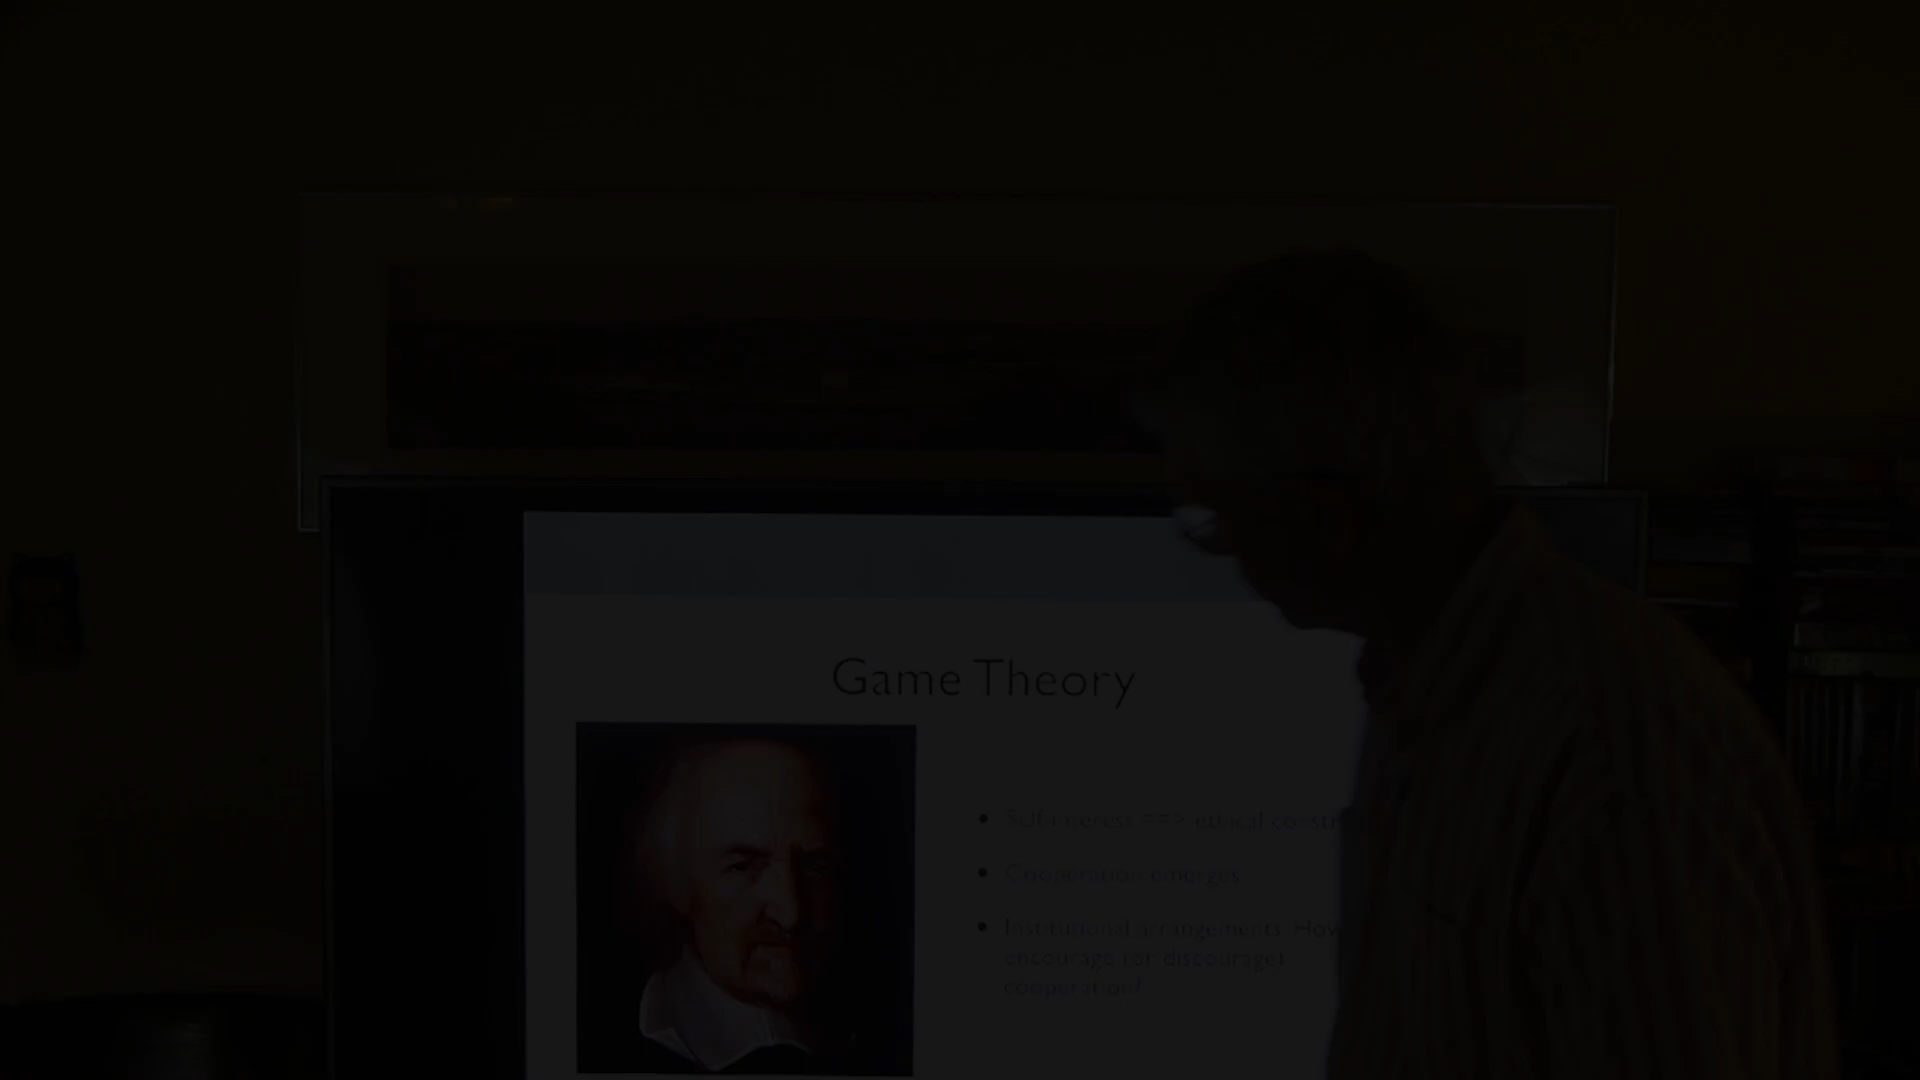 Game Theory
• Self-interest ==> ethical constr
• Cooperation emerges
• Institutional arrangements: How
encourage (or discourage)
cooperation?